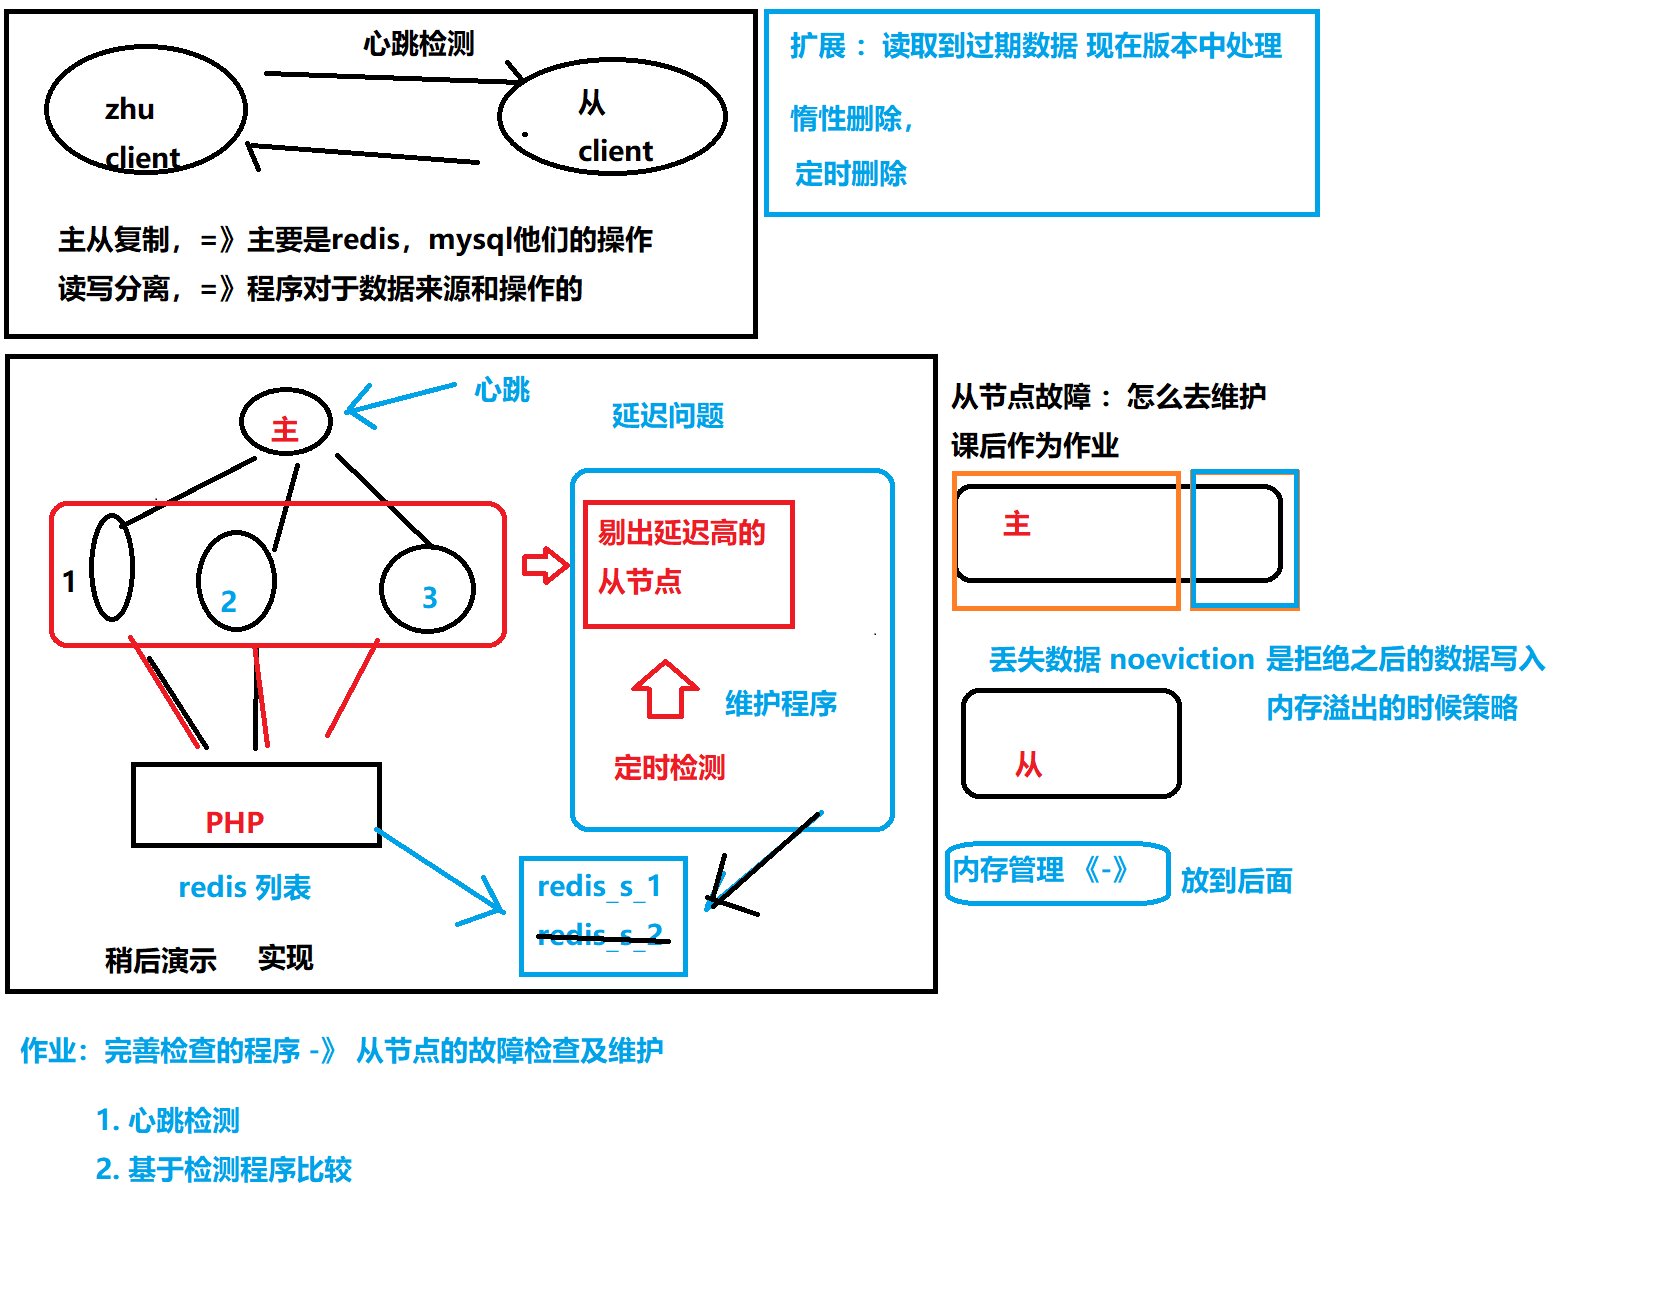 心跳检测
zhu
client
从
client
主从复制，=》主要是redis，mysql他们的操作
读写分离，=》程序对于数据来源和操作的
扩展 ：读取到过期数据 现在版本中处理
惰性删除，
定时删除
心跳
主
延迟问题
剔出延迟高的
从节点
1
2
3
维护程序
定时检测
PHP
redis 列表
redis_s_1
redis_s_2
稍后演示 实现
从节点故障 ：怎么去维护
课后作为作业
主
丢失数据 noeviction 是拒绝之后的数据写入
内存溢出的时候策略
从
内存管理 《-》
放到后面
作业：完善检查的程序 -》 从节点的故障检查及维护
1. 心跳检测
2. 基于检测程序比较